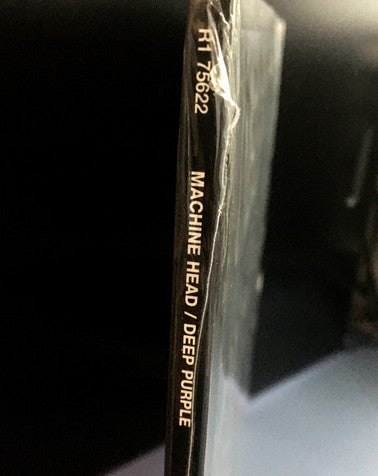 R1 75622
MACHINE HEAD / DEEP PURPLE